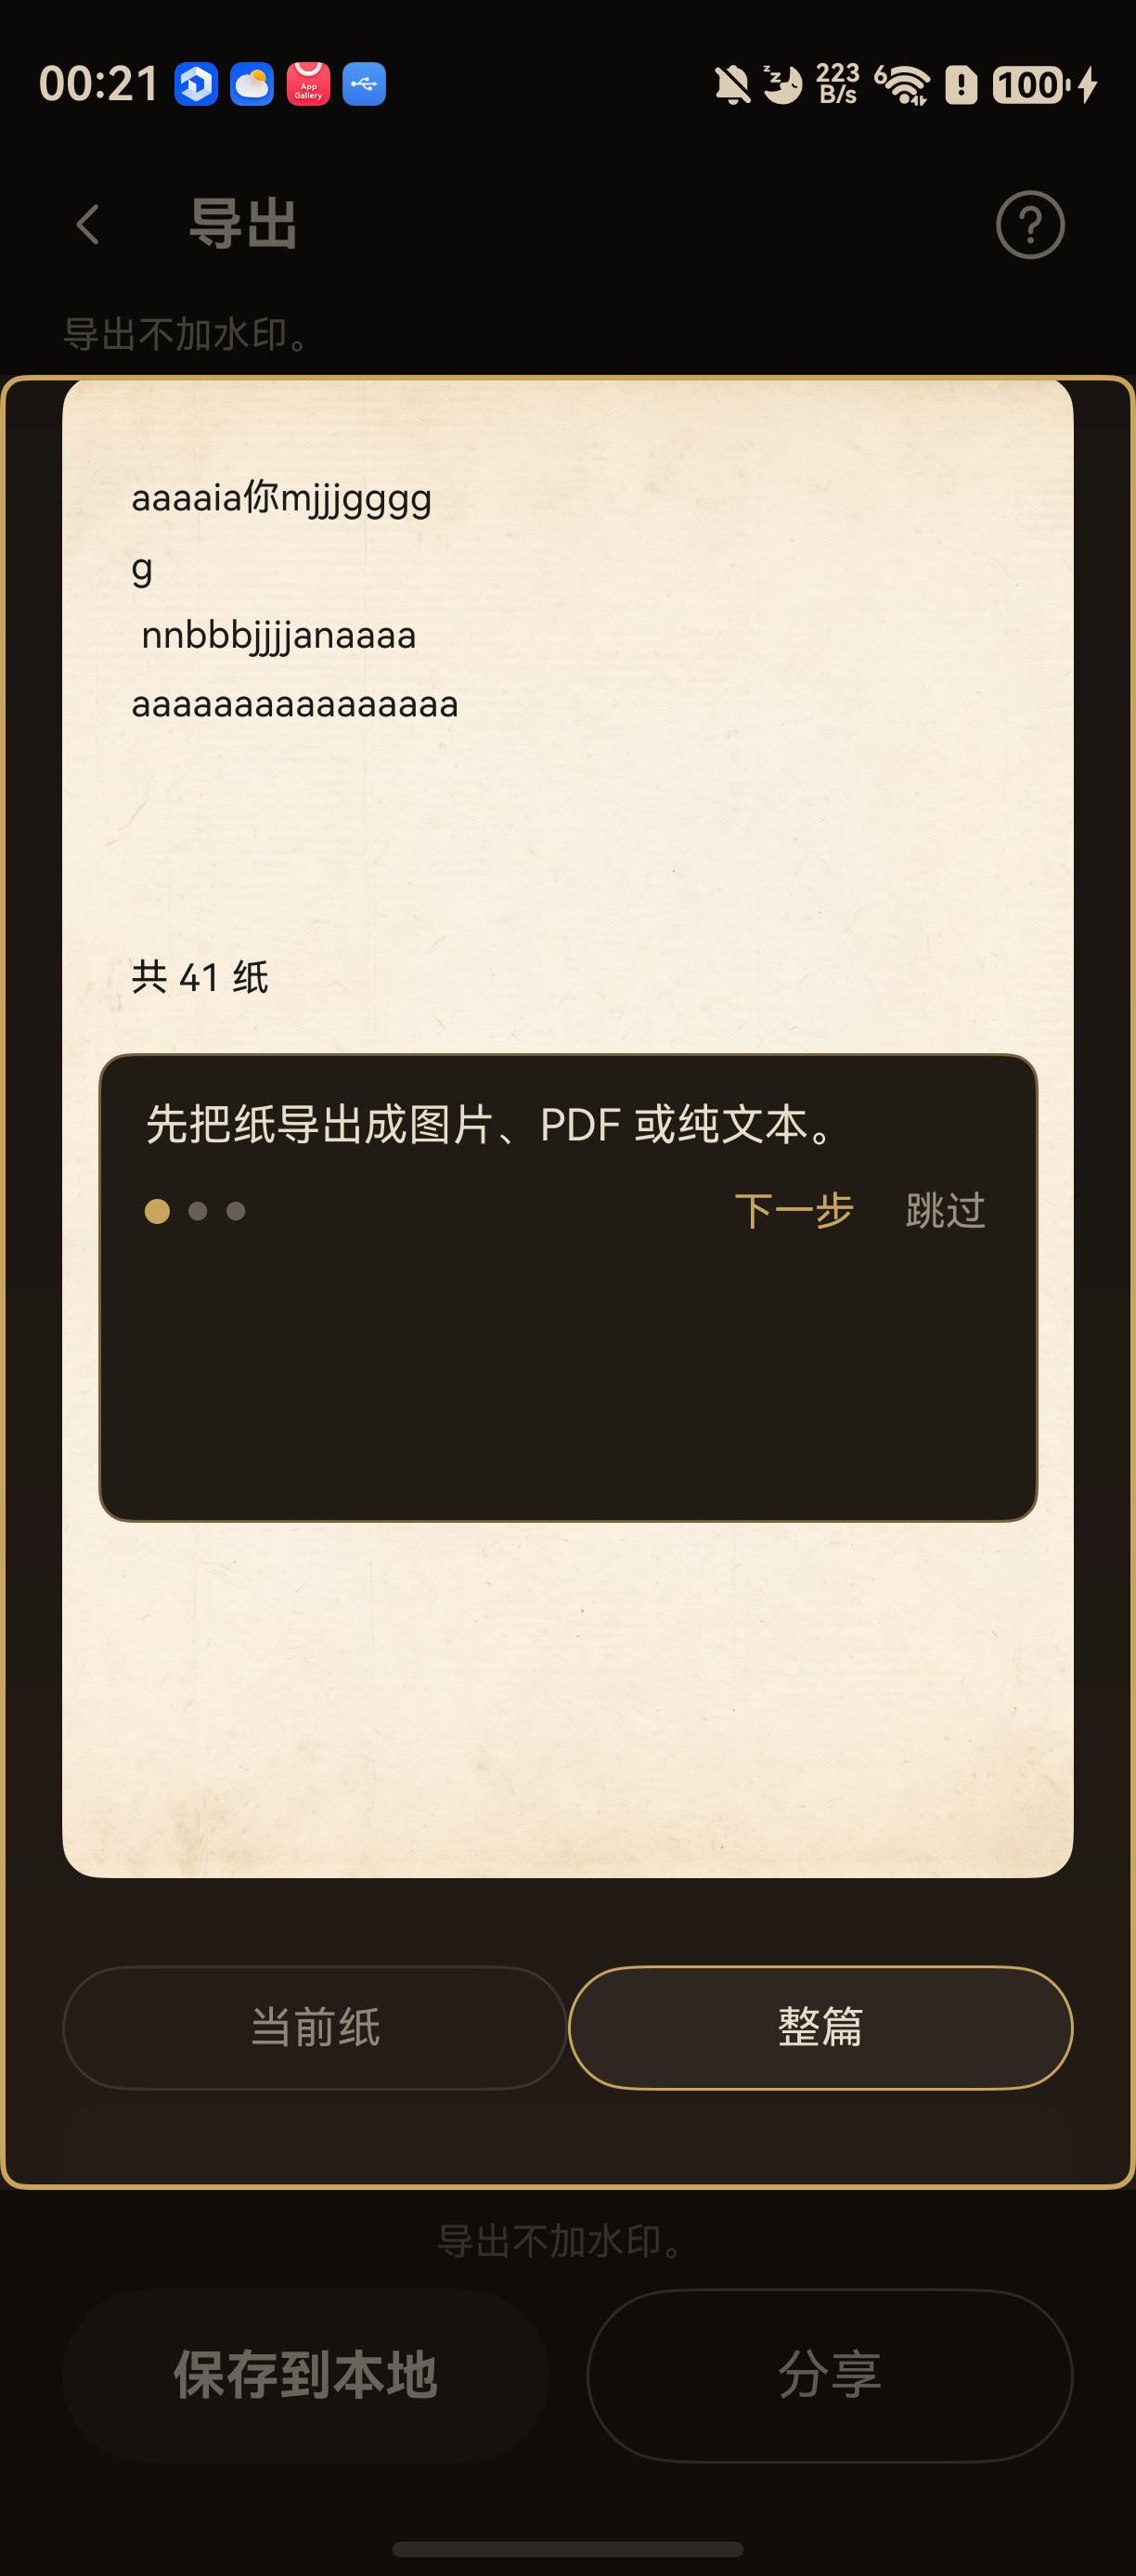 00:21
App
Gallery
223
B/s
6
100
导出
导出不加水印。
aaaaia你mjjjgggg
g
nnbbbjjjjanaaaa
aaaaaaaaaaaaaaaa
共 41 纸
先把纸导出成图片、PDF 或纯文本。
下一步 跳过
当前纸 整篇
导出不加水印。
保存到本地 分享